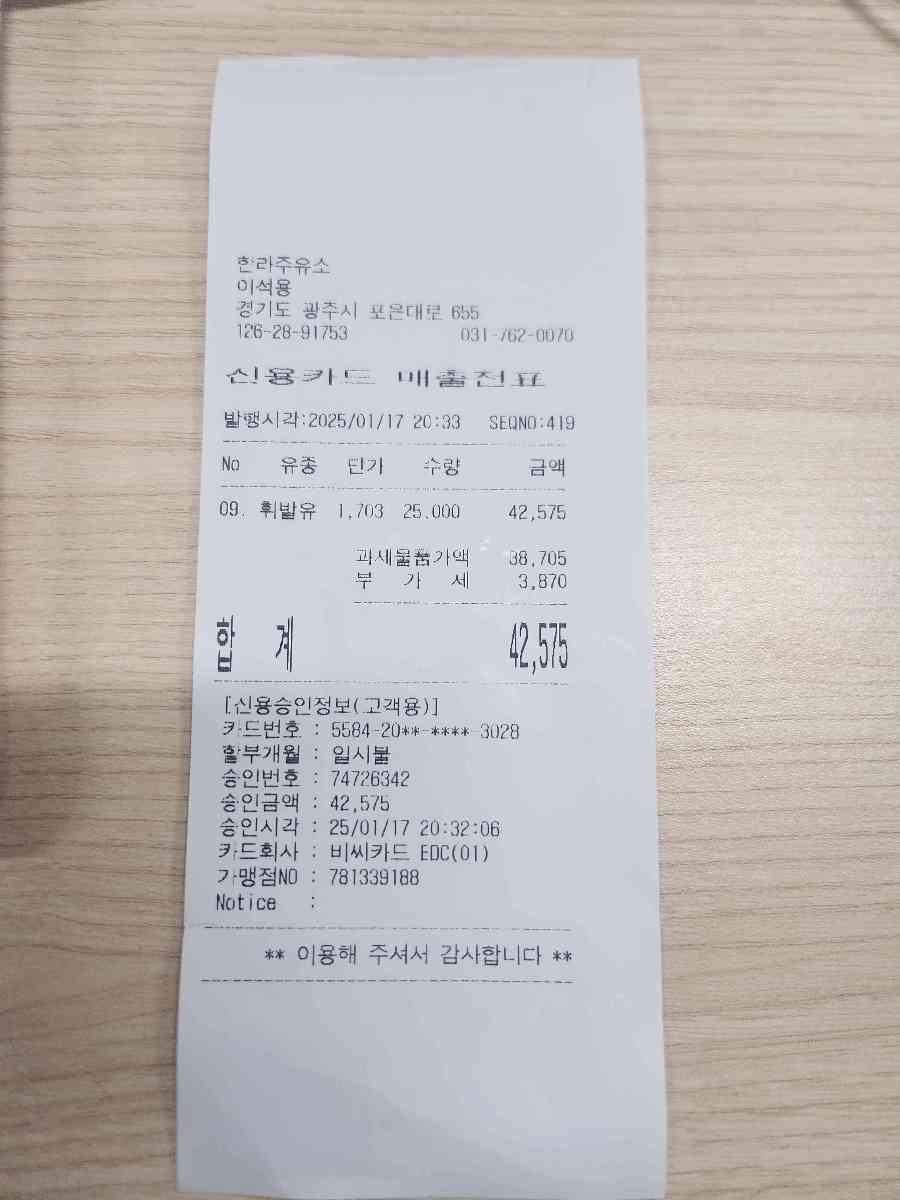 한라주유소
이석용
경기도 광주시 포은대로 655
126-28-91753 031-762-0070
신용카드 매출전표
발행시각:2025/01/17 20:33 SEQNO:419
No 유종 단가 수량 금액
09. 휘발유 1,703 25.000 42,575
과세물품가액 38,705
부 가 세 3,870
합 계 42,575
[신용승인정보(고객용)]
카드번호 : 5584-20**-****-3028
할부개월 : 일시불
승인번호 : 74726342
승인금액 : 42,575
승인시각 : 25/01/17 20:32:06
카드회사 : 비씨카드 EDC(01)
가맹점NO : 781339188
Notice :
** 이용해 주셔서 감사합니다 **